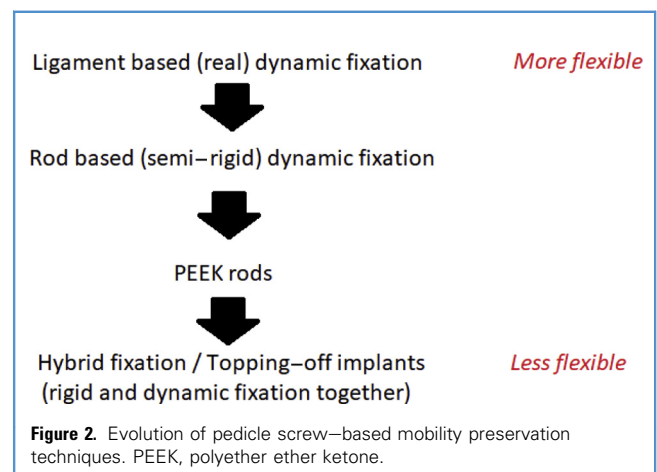 Ligament based (real) dynamic fixation More flexible
Rod based (semi–rigid) dynamic fixation
PEEK rods
Hybrid fixation / Topping–off implants Less flexible
(rigid and dynamic fixation together)
Figure 2. Evolution of pedicle screw–based mobility preservation
techniques. PEEK, polyether ether ketone.